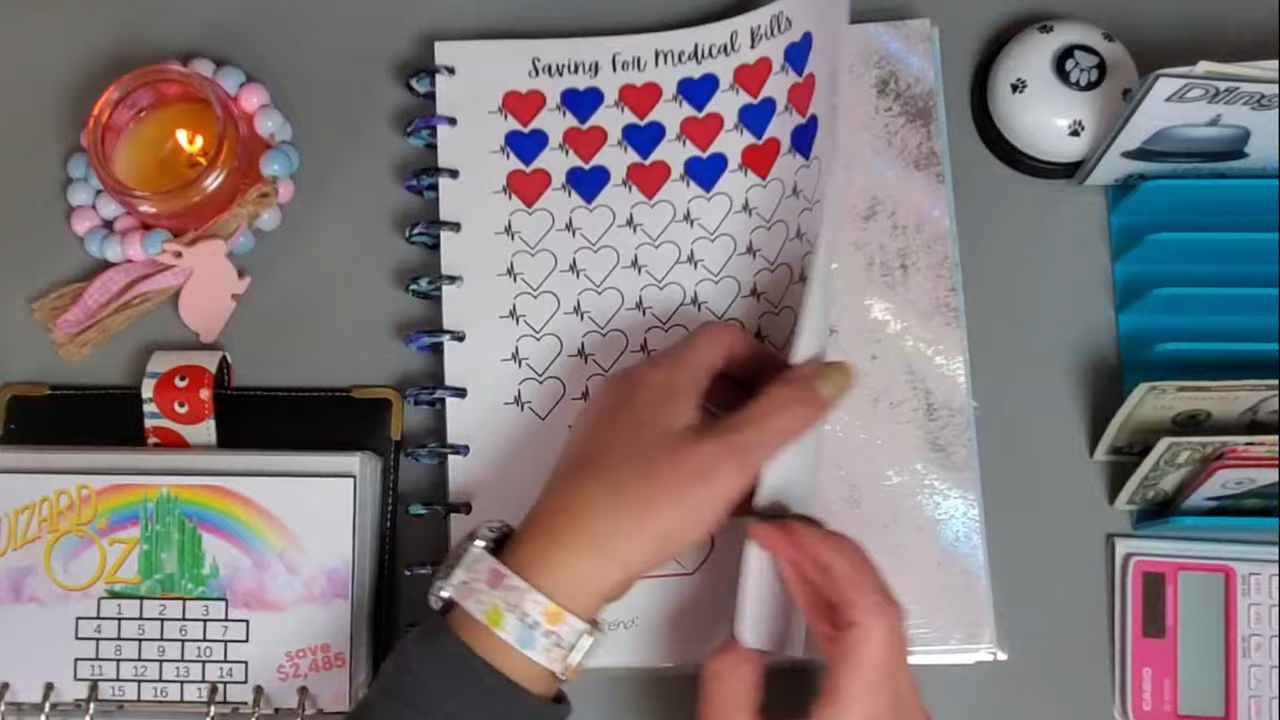 Saving For Medical Bills
Ding
WIZARD
OZ
1 2 3
4 5 6 7
8 9 10
11 12 13 14
15 16
save
$2,485
End:
CASIO